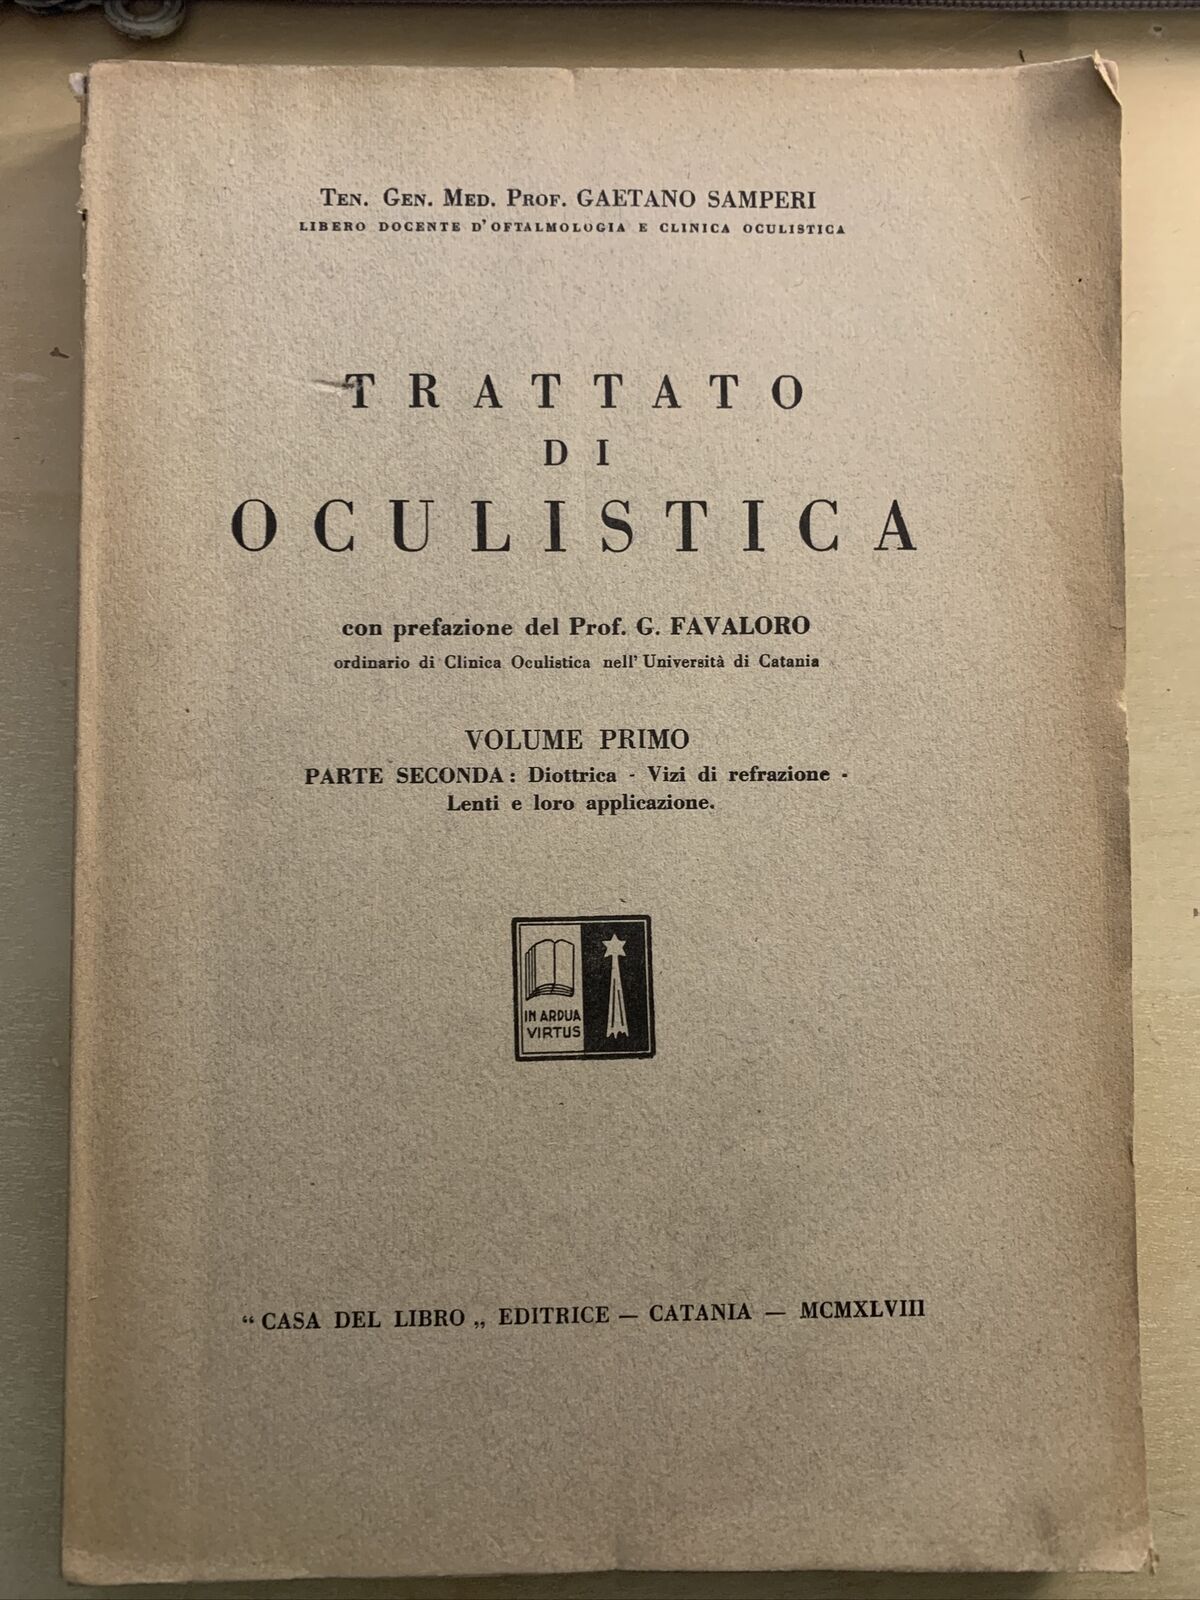 Ten. Gen. Med. Prof. GAETANO SAMPERI
LIBERO DOCENTE D'OFTALMOLOGIA E CLINICA OCULISTICA
TRATTATO
DI
OCULISTICA
con prefazione del Prof. G. FAVALORO
ordinario di Clinica Oculistica nell'Università di Catania
VOLUME PRIMO
PARTE SECONDA: Diottrica - Vizi di refrazione -
Lenti e loro applicazione.
IN ARDUA
VIRTUS
“ CASA DEL LIBRO „ EDITRICE — CATANIA — MCMXLVIII